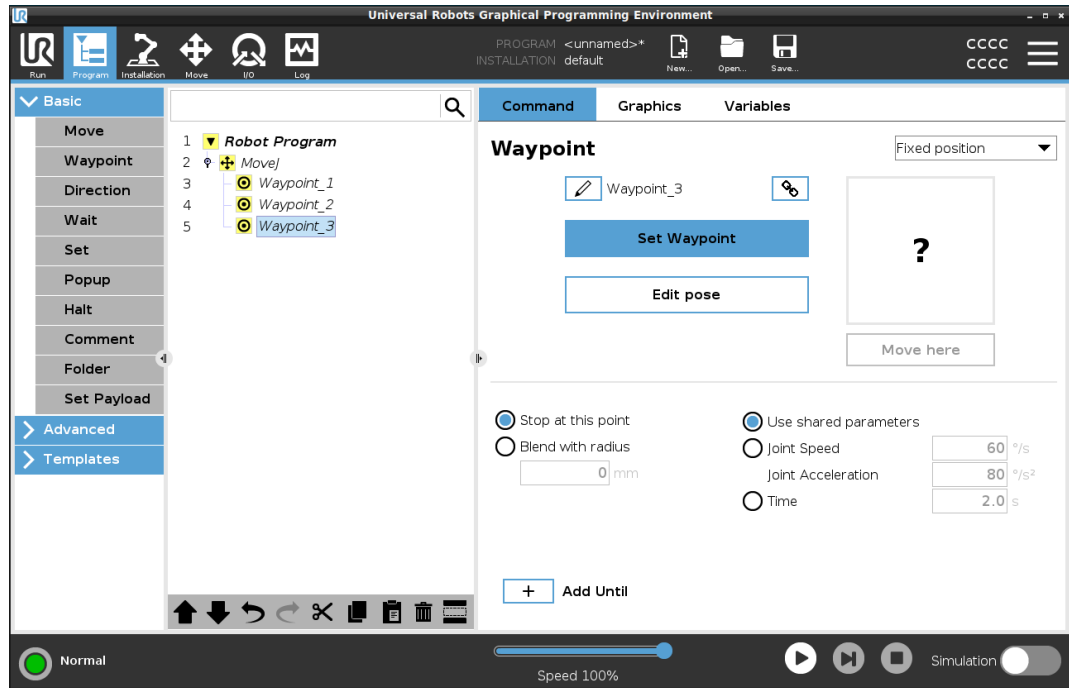 Universal Robots Graphical Programming Environment
UR
Run
Program
Installation
Move
I/O
Log
PROGRAM <unnamed>*
INSTALLATION default
New...
Open...
Save...
CCCC
CCCC
Basic
Move
Waypoint
Direction
Wait
Set
Popup
Halt
Comment
Folder
Set Payload
Advanced
Templates
1 Robot Program
2 MoveJ
3 Waypoint_1
4 Waypoint_2
5 Waypoint_3
Command Graphics Variables
Waypoint
Fixed position
Waypoint_3
Set Waypoint
Edit pose
?
Move here
Stop at this point
Blend with radius
0 mm
Use shared parameters
Joint Speed 60 °/s
Joint Acceleration 80 °/s²
Time 2.0 s
+ Add Until
Normal
Speed 100%
Simulation